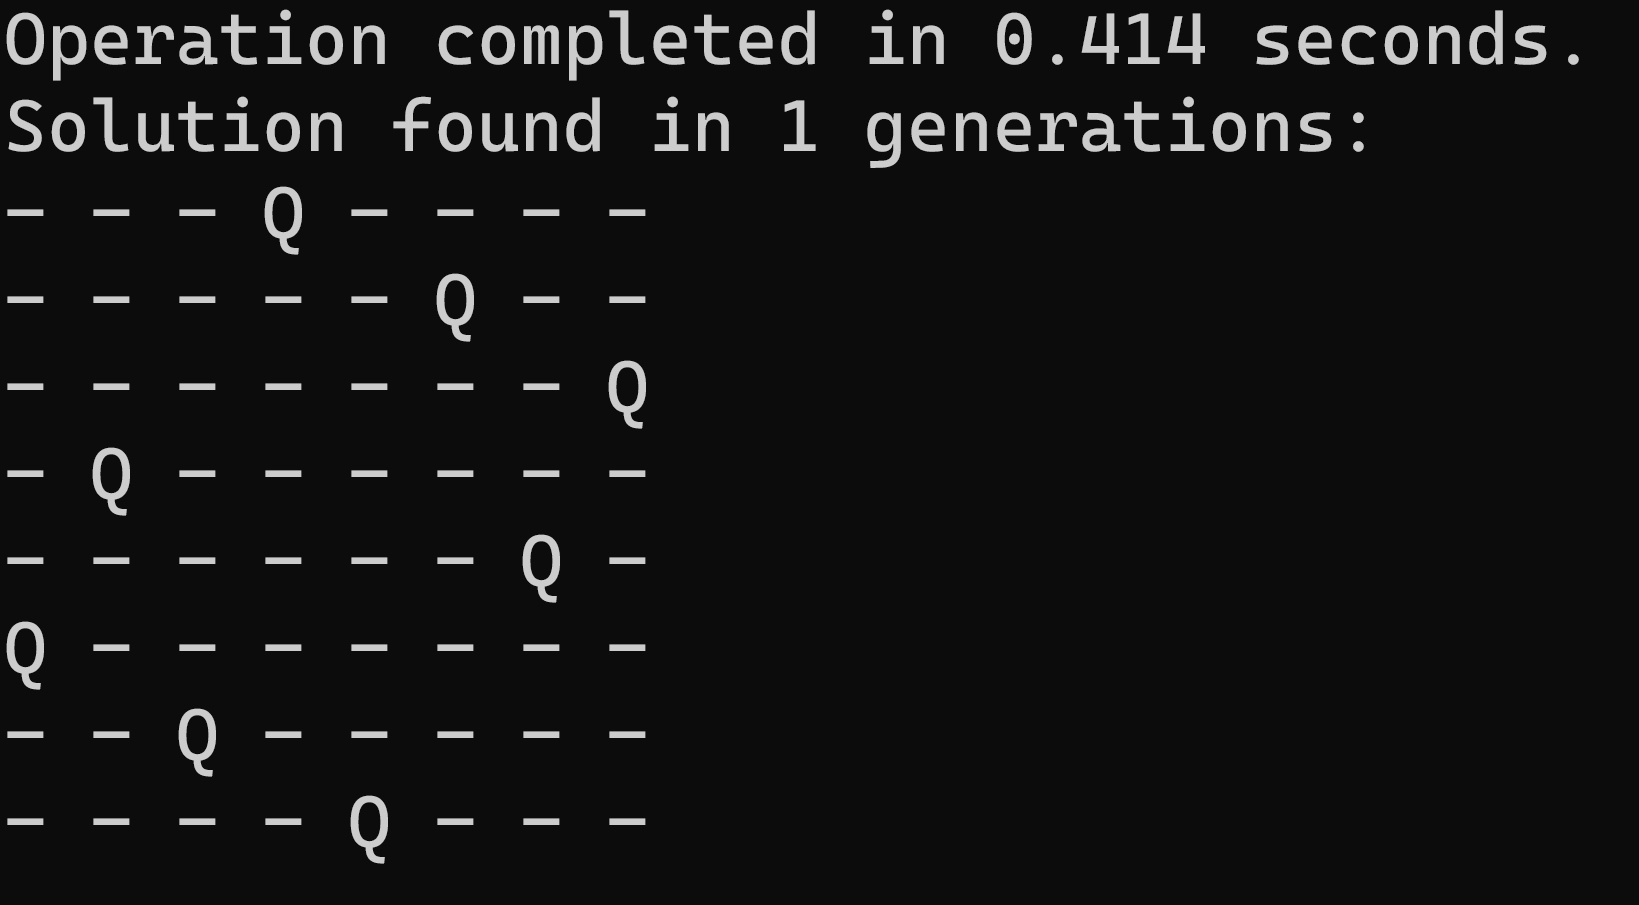 Operation completed in 0.414 seconds.
Solution found in 1 generations:
- - - Q - - - -
- - - - - Q - -
- - - - - - - Q
- Q - - - - - -
- - - - - - Q -
Q - - - - - - -
- - Q - - - - -
- - - - Q - - -